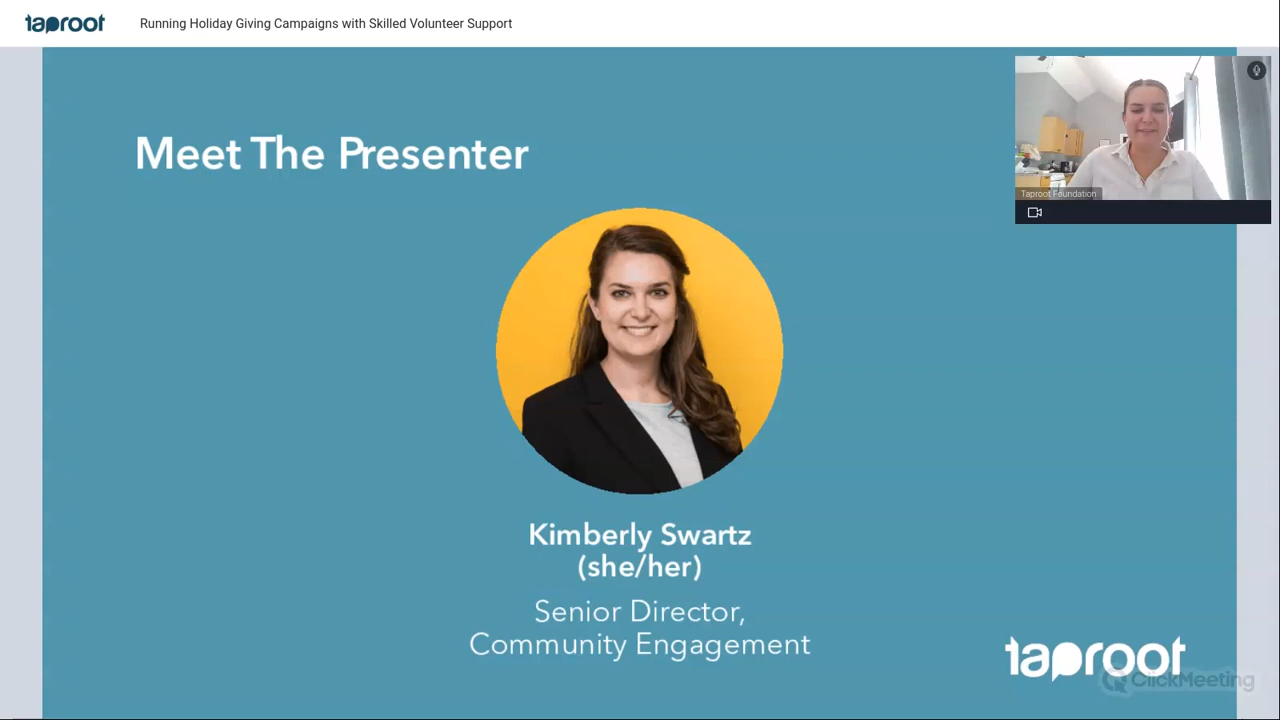 taproot
Running Holiday Giving Campaigns with Skilled Volunteer Support
Meet The Presenter
Taproot Foundation
Kimberly Swartz
(she/her)
Senior Director,
Community Engagement
taproot
ClickMeeting